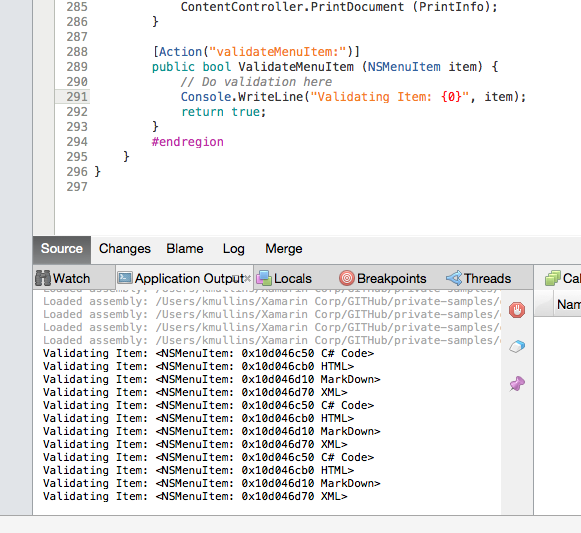 285 ContentController.PrintDocument (PrintInfo);
286 }
287
288 [Action("validateMenuItem:")]
289 public bool ValidateMenuItem (NSMenuItem item) {
290 // Do validation here
291 Console.WriteLine("Validating Item: {0}", item);
292 return true;
293 }
294 #endregion
295 }
296 }
297
Source Changes Blame Log Merge
Watch Application Output Locals Breakpoints Threads Cal
Loaded assembly: /Users/kmullins/Xamarin Corp/GITHub/private-samples/
Loaded assembly: /Users/kmullins/Xamarin Corp/GITHub/private-samples/
Loaded assembly: /Users/kmullins/Xamarin Corp/GITHub/private-samples/
Loaded assembly: /Users/kmullins/Xamarin Corp/GITHub/private-samples/
Loaded assembly: /Users/kmullins/Xamarin Corp/GITHub/private-samples/
Validating Item: <NSMenuItem: 0x10d046c50 C# Code>
Validating Item: <NSMenuItem: 0x10d046cb0 HTML>
Validating Item: <NSMenuItem: 0x10d046d10 MarkDown>
Validating Item: <NSMenuItem: 0x10d046d70 XML>
Validating Item: <NSMenuItem: 0x10d046c50 C# Code>
Validating Item: <NSMenuItem: 0x10d046cb0 HTML>
Validating Item: <NSMenuItem: 0x10d046d10 MarkDown>
Validating Item: <NSMenuItem: 0x10d046d70 XML>
Validating Item: <NSMenuItem: 0x10d046c50 C# Code>
Validating Item: <NSMenuItem: 0x10d046cb0 HTML>
Validating Item: <NSMenuItem: 0x10d046d10 MarkDown>
Validating Item: <NSMenuItem: 0x10d046d70 XML>
Nam